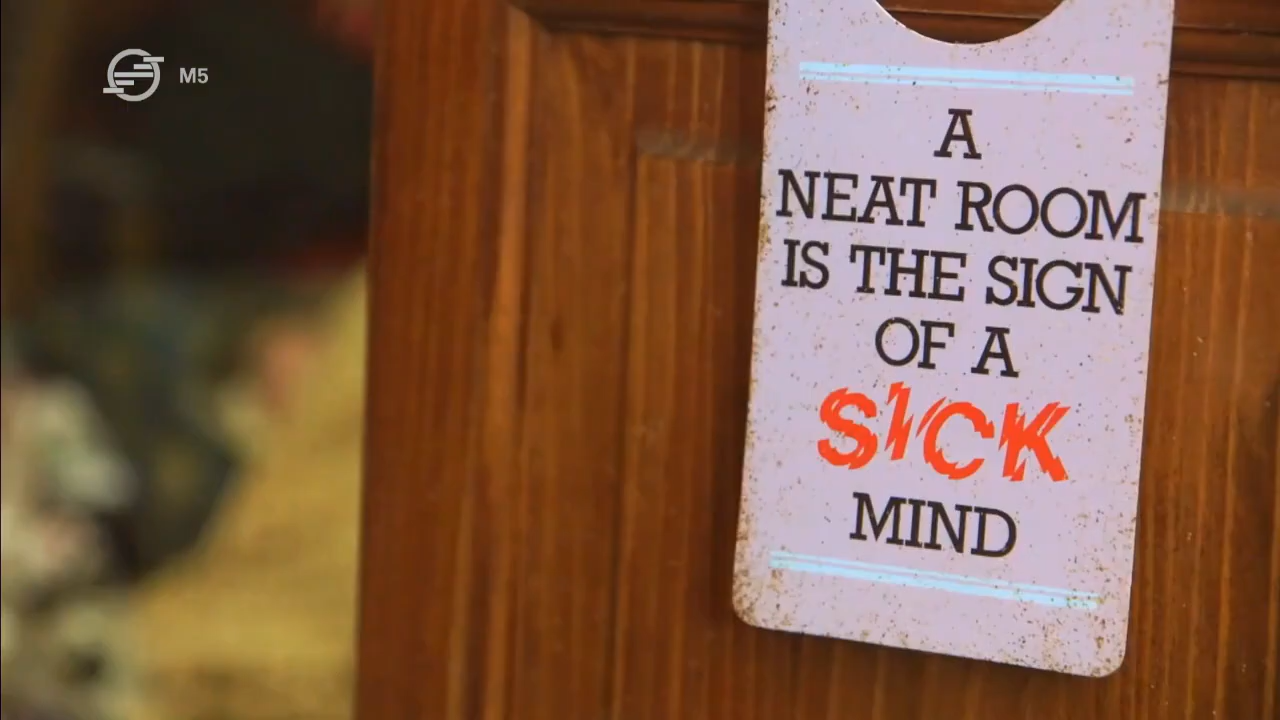 M5
A
NEAT ROOM
IS THE SIGN
OF A
SICK
MIND